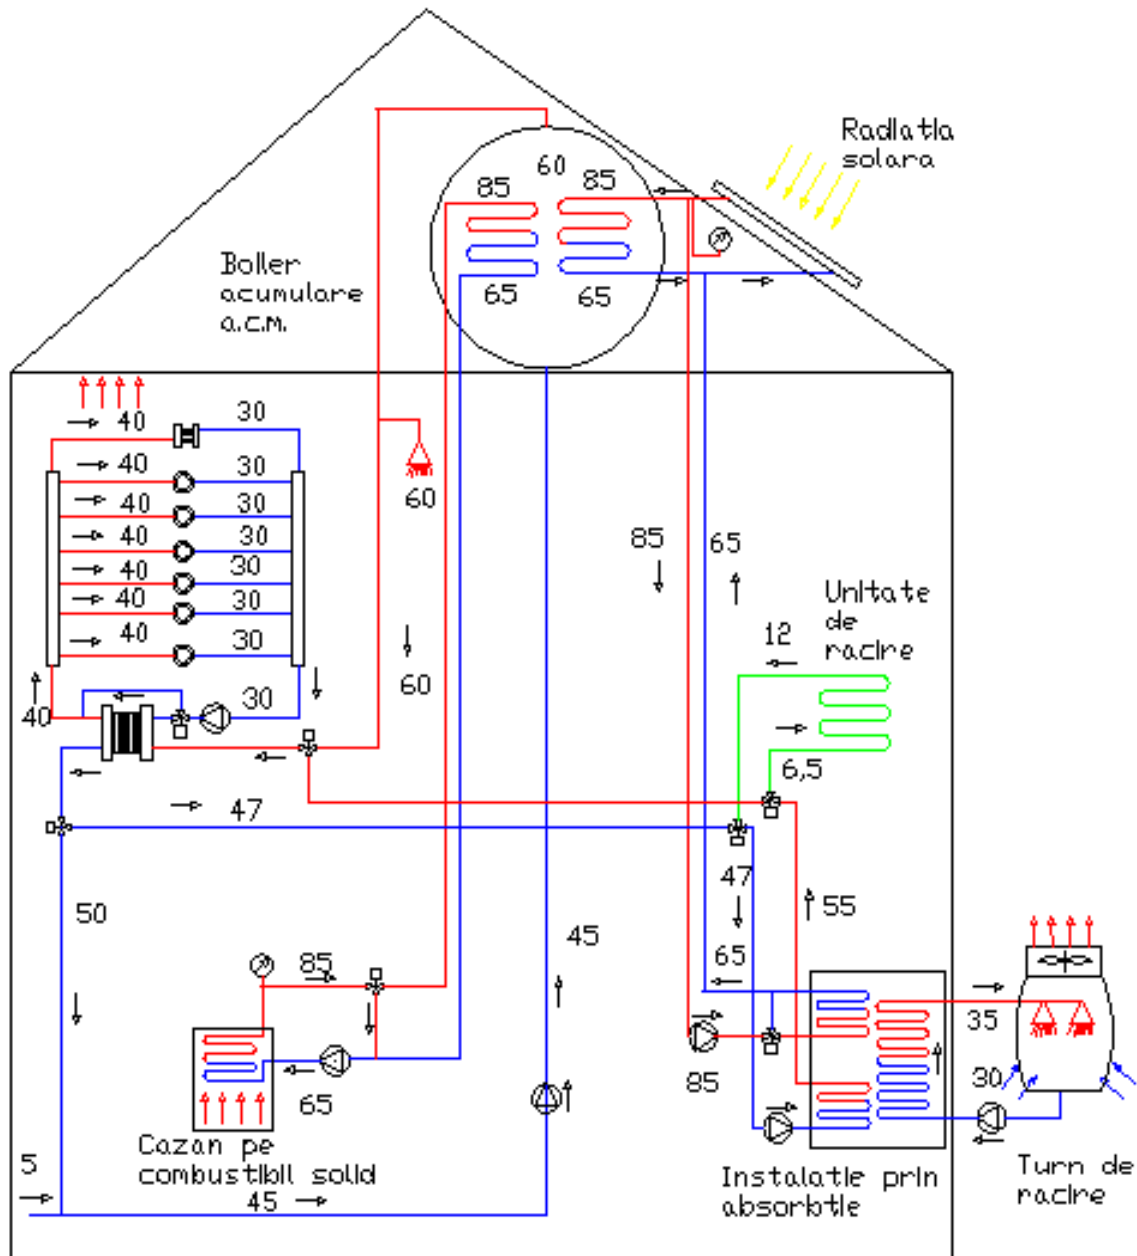 Radiatia
solara
60
85
85
Boiler
acumulare
a.c.m.
65
65
40
30
40
30
40
30
40
30
40
30
40
30
40
30
60
85
65
Unitate
de
racire
12
60
30
40
6,5
47
47
50
55
45
65
85
35
85
30
65
Cazan pe
combustibil solid
5
45
Instalatie prin
absorbtie
Turn de
racire